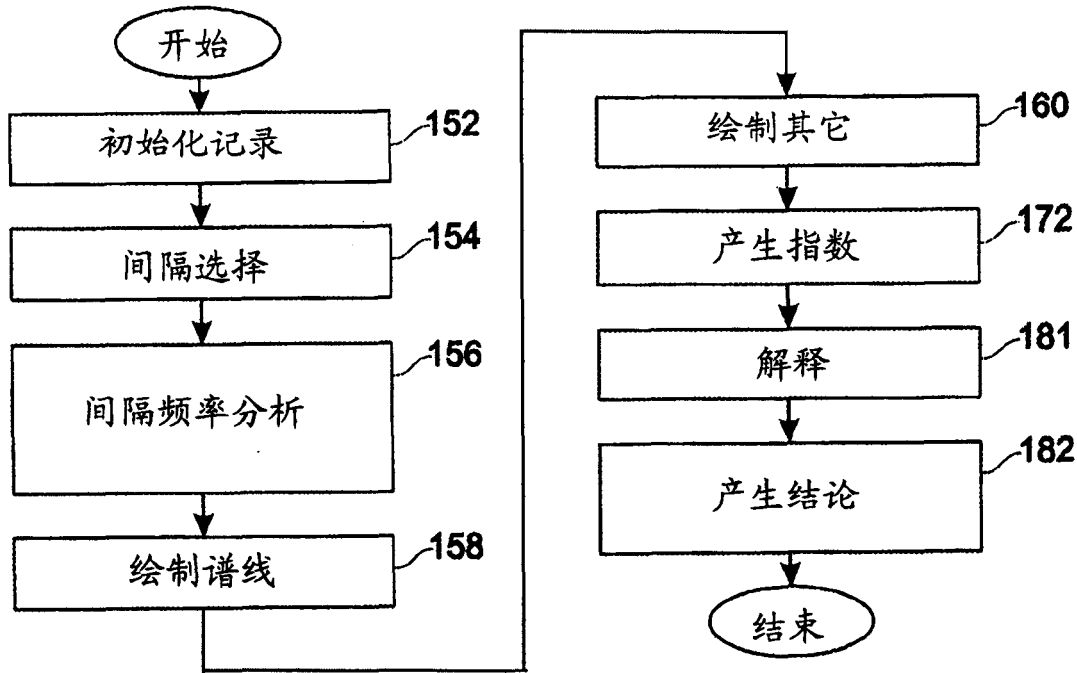 开始
初始化记录
152
间隔选择
154
间隔频率分析
156
绘制谱线
158
绘制其它
160
产生指数
172
解释
181
产生结论
182
结束